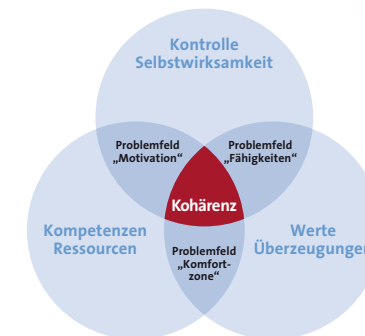 Kontrolle
Selbstwirksamkeit
Problemfeld
„Motivation“
Problemfeld
„Fähigkeiten“
Kohärenz
Kompetenzen
Ressourcen
Werte
Überzeugungen
Problemfeld
„Komfort-
zone“